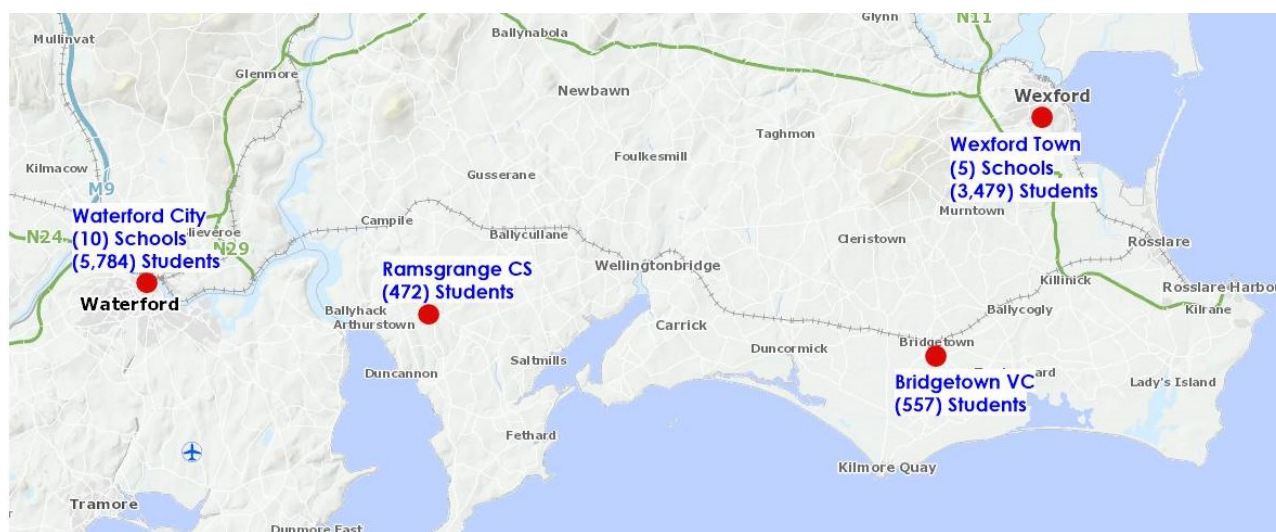 Mullinvat
Glenmore
Ballynabola
Glynn
N11
Newbawn
Wexford
Taghmon
Wexford Town
(5) Schools
(3,479) Students
Kilmacow
M9
Foulkesmill
Gusserane
Waterford City
(10) Schools
(5,784) Students
N24
N29
Campile
Ballycullane
Murntown
Cleristown
Rosslare
Wellingtonbridge
Ramsgrange CS
(472) Students
Killinick
Rosslare Harbou
Waterford
Ballyhack
Arthurstown
Ballycogly
Kilrane
Carrick
Bridgetown
Duncormick
Saltmills
Duncannon
Lady's Island
Bridgetown VC
(557) Students
Fethard
Kilmore Quay
Tramore
Dunmore East